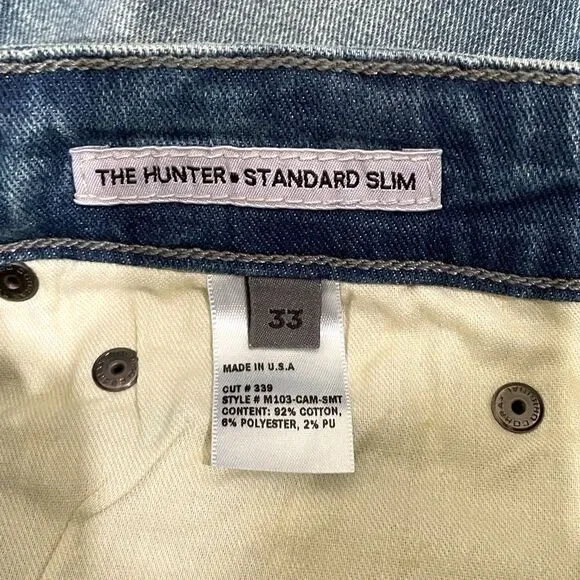 THE HUNTER • STANDARD SLIM
33
MADE IN U.S.A
CUT # 339
STYLE # M103-CAM-SMT
CONTENT: 92% COTTON,
6% POLYESTER, 2% PU